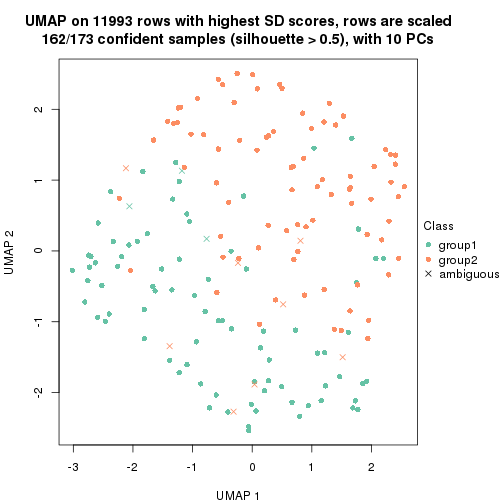 UMAP on 11993 rows with highest SD scores, rows are scaled
162/173 confident samples (silhouette > 0.5), with 10 PCs
2
1
0
-1
-2
UMAP 2
-3
-2
-1
0
1
2
UMAP 1
Class
group1
group2
ambiguous